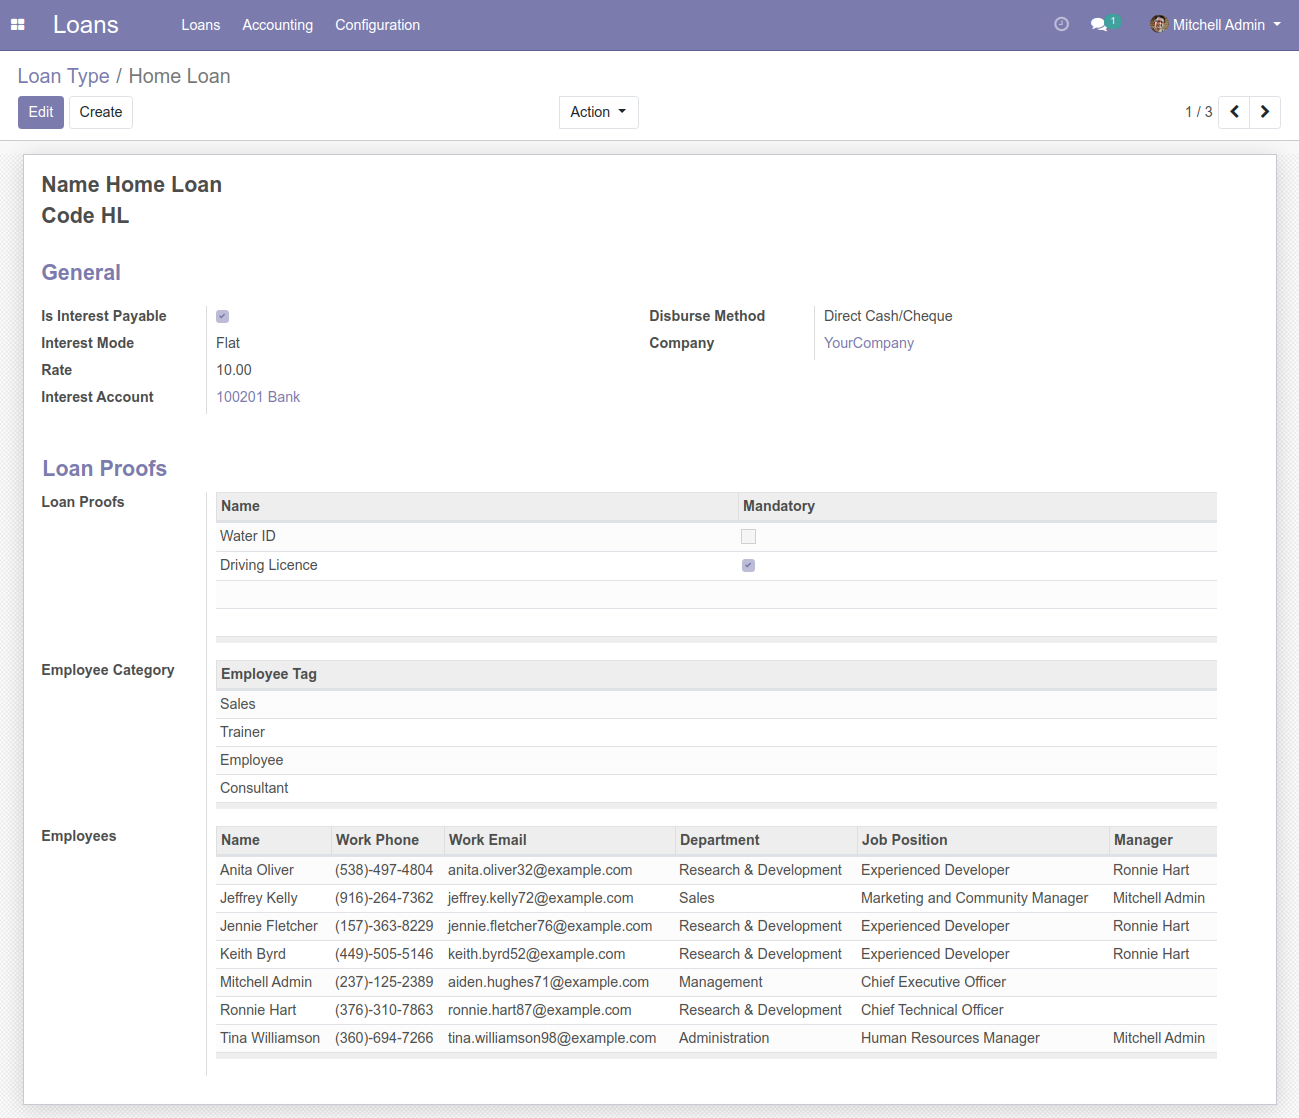 Loans Loans Accounting Configuration 1 Mitchell Admin
Loan Type / Home Loan
Edit Create Action 1 / 3
Name Home Loan
Code HL
General
Is Interest Payable Disburse Method Direct Cash/Cheque
Interest Mode Flat Company YourCompany
Rate 10.00
Interest Account 100201 Bank
Loan Proofs
Loan Proofs Name Mandatory
Water ID
Driving Licence
Employee Category Employee Tag
Sales
Trainer
Employee
Consultant
Employees Name Work Phone Work Email Department Job Position Manager
Anita Oliver (538)-497-4804 anita.oliver32@example.com Research & Development Experienced Developer Ronnie Hart
Jeffrey Kelly (916)-264-7362 jeffrey.kelly72@example.com Sales Marketing and Community Manager Mitchell Admin
Jennie Fletcher (157)-363-8229 jennie.fletcher76@example.com Research & Development Experienced Developer Ronnie Hart
Keith Byrd (449)-505-5146 keith.byrd52@example.com Research & Development Experienced Developer Ronnie Hart
Mitchell Admin (237)-125-2389 aiden.hughes71@example.com Management Chief Executive Officer
Ronnie Hart (376)-310-7863 ronnie.hart87@example.com Research & Development Chief Technical Officer
Tina Williamson (360)-694-7266 tina.williamson98@example.com Administration Human Resources Manager Mitchell Admin